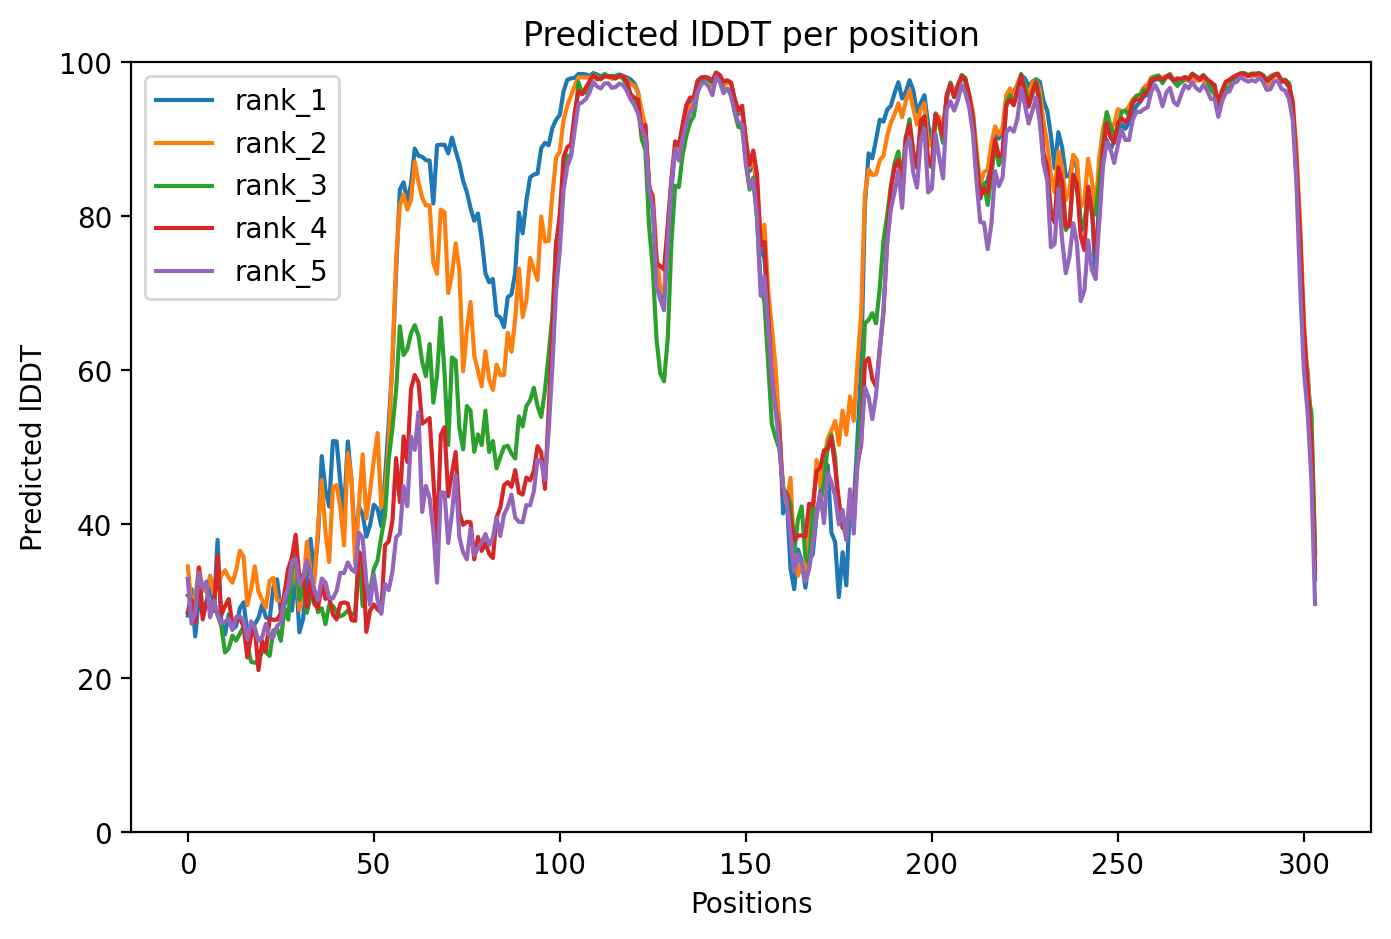 Predicted lDDT per position
100
80
60
40
20
0
Predicted lDDT
rank_1
rank_2
rank_3
rank_4
rank_5
0 50 100 150 200 250 300
Positions